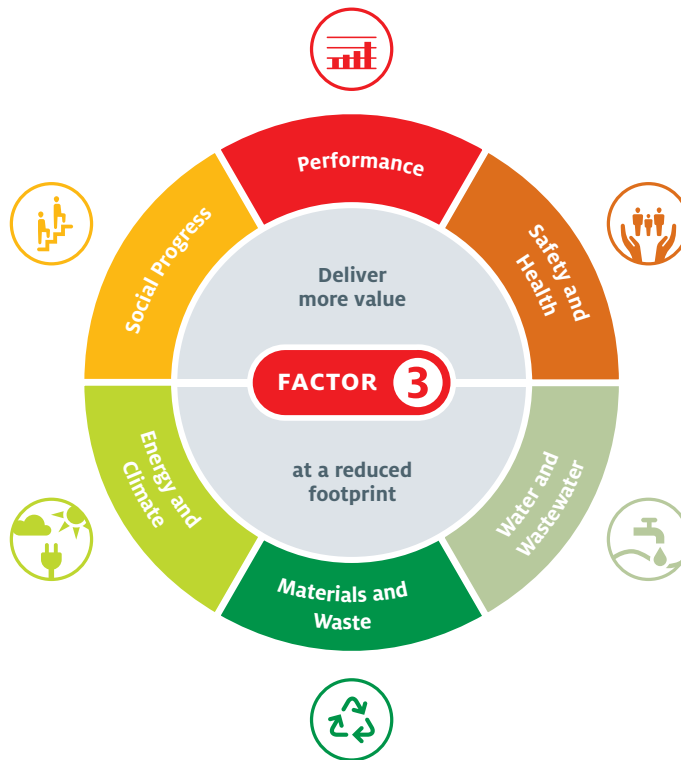 Performance
Social Progress
Safety and
Health
Deliver
more value
FACTOR 3
at a reduced
footprint
Energy and
Climate
Water and
Wastewater
Materials and
Waste